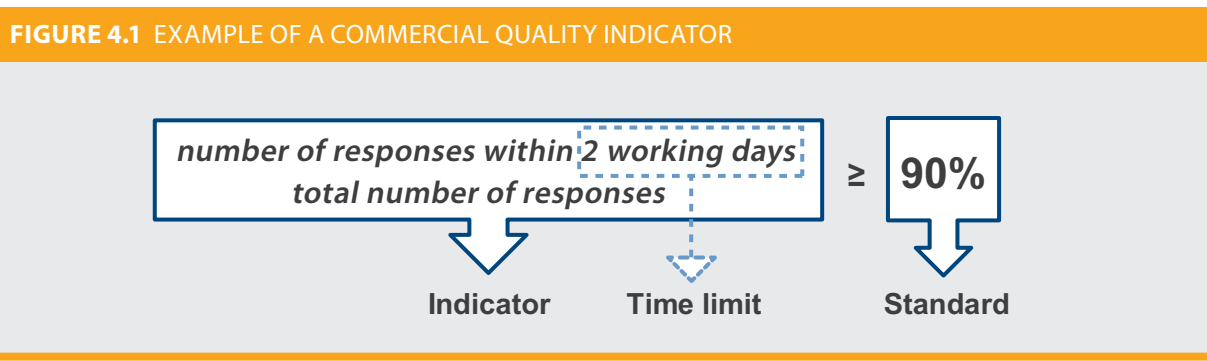 FIGURE 4.1 EXAMPLE OF A COMMERCIAL QUALITY INDICATOR
number of responses within 2 working days
total number of responses
≥ 90%
Indicator Time limit Standard